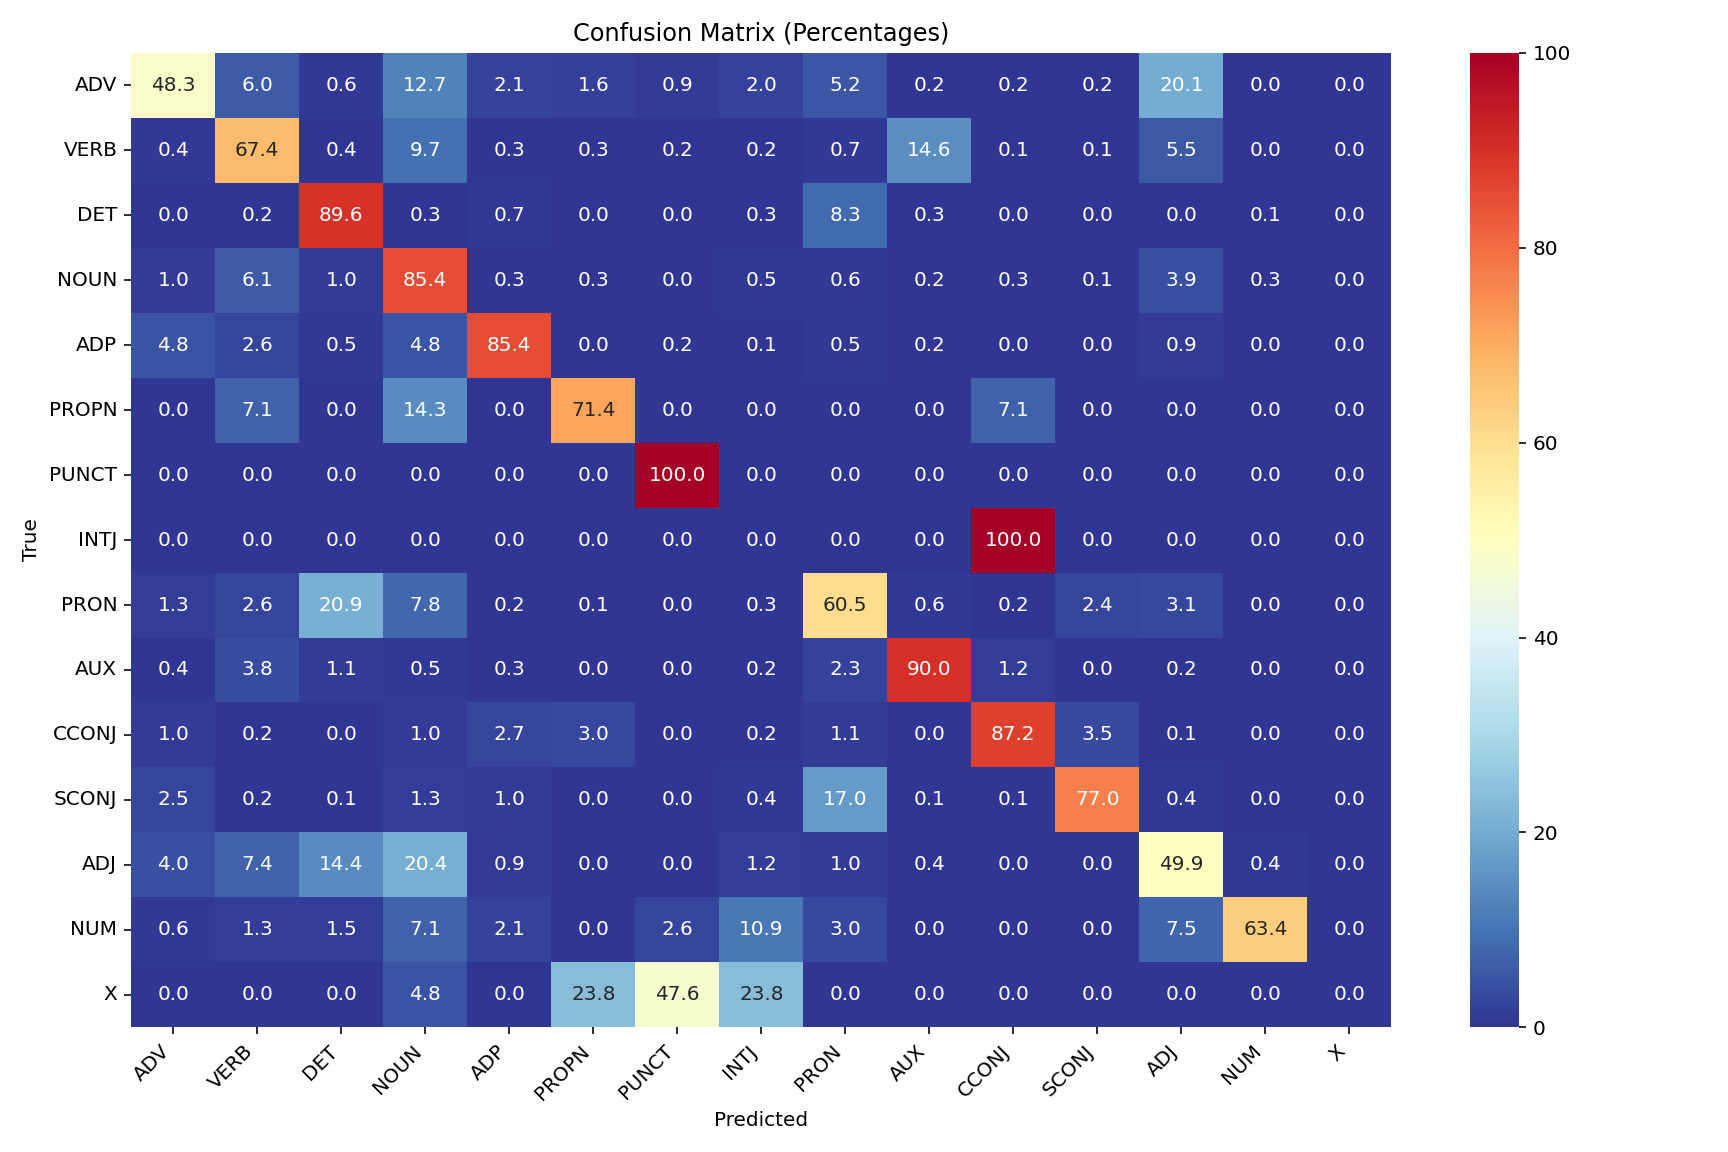 Confusion Matrix (Percentages)
ADV 48.3 6.0 0.6 12.7 2.1 1.6 0.9 2.0 5.2 0.2 0.2 0.2 20.1 0.0 0.0
VERB 0.4 67.4 0.4 9.7 0.3 0.3 0.2 0.2 0.7 14.6 0.1 0.1 5.5 0.0 0.0
DET 0.0 0.2 89.6 0.3 0.7 0.0 0.0 0.3 8.3 0.3 0.0 0.0 0.0 0.1 0.0
NOUN 1.0 6.1 1.0 85.4 0.3 0.3 0.0 0.5 0.6 0.2 0.3 0.1 3.9 0.3 0.0
ADP 4.8 2.6 0.5 4.8 85.4 0.0 0.2 0.1 0.5 0.2 0.0 0.0 0.9 0.0 0.0
PROPN 0.0 7.1 0.0 14.3 0.0 71.4 0.0 0.0 0.0 0.0 7.1 0.0 0.0 0.0 0.0
PUNCT 0.0 0.0 0.0 0.0 0.0 0.0 100.0 0.0 0.0 0.0 0.0 0.0 0.0 0.0 0.0
INTJ 0.0 0.0 0.0 0.0 0.0 0.0 0.0 0.0 0.0 0.0 100.0 0.0 0.0 0.0 0.0
PRON 1.3 2.6 20.9 7.8 0.2 0.1 0.0 0.3 60.5 0.6 0.2 2.4 3.1 0.0 0.0
AUX 0.4 3.8 1.1 0.5 0.3 0.0 0.0 0.2 2.3 90.0 1.2 0.0 0.2 0.0 0.0
CCONJ 1.0 0.2 0.0 1.0 2.7 3.0 0.0 0.2 1.1 0.0 87.2 3.5 0.1 0.0 0.0
SCONJ 2.5 0.2 0.1 1.3 1.0 0.0 0.0 0.4 17.0 0.1 0.1 77.0 0.4 0.0 0.0
ADJ 4.0 7.4 14.4 20.4 0.9 0.0 0.0 1.2 1.0 0.4 0.0 0.0 49.9 0.4 0.0
NUM 0.6 1.3 1.5 7.1 2.1 0.0 2.6 10.9 3.0 0.0 0.0 0.0 7.5 63.4 0.0
X 0.0 0.0 0.0 4.8 0.0 23.8 47.6 23.8 0.0 0.0 0.0 0.0 0.0 0.0 0.0
ADV VERB DET NOUN ADP PROPN PUNCT INTJ PRON AUX CCONJ SCONJ ADJ NUM X
Predicted
True
100
80
60
40
20
0